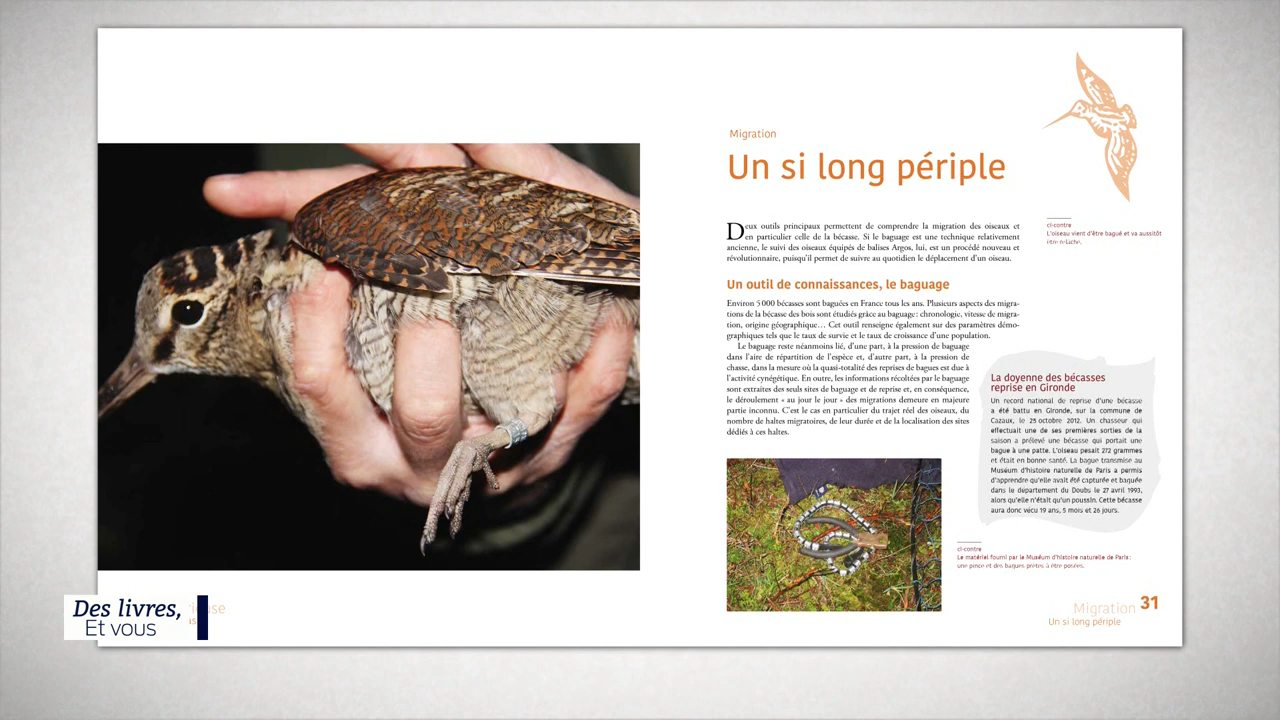 Migration
Un si long périple
Deux outils principaux permettent de comprendre la migration des oiseaux et
en particulier celle de la bécasse. Si le baguage est une technique relativement
ancienne, le suivi des oiseaux équipés de balises Argos, lui, est un procédé nouveau et
révolutionnaire, puisqu'il permet de suivre au quotidien le déplacement d'un oiseau.
ci-contre
L'oiseau vient d'être bagué et va aussitôt
être relâché.
Un outil de connaissances, le baguage
Environ 5 000 bécasses sont baguées en France tous les ans. Plusieurs aspects des migra-
tions de la bécasse des bois sont étudiés grâce au baguage : chronologie, vitesse de migra-
tion, origine géographique… Cet outil renseigne également sur des paramètres démo-
graphiques tels que le taux de survie et le taux de croissance d'une population.
Le baguage reste néanmoins lié, d'une part, à la pression de baguage
dans l'aire de répartition de l'espèce et, d'autre part, à la pression de
chasse, dans la mesure où la quasi-totalité des reprises de bagues est due à
l'activité cynégétique. En outre, les informations récoltées par le baguage
sont extraites des seuls sites de baguage et de reprise et, en conséquence,
le déroulement « au jour le jour » des migrations demeure en majeure
partie inconnu. C'est le cas en particulier du trajet réel des oiseaux, du
nombre de haltes migratoires, de leur durée et de la localisation des sites
dédiés à ces haltes.
La doyenne des bécasses
reprise en Gironde
Un record national de reprise d'une bécasse
a été battu en Gironde, sur la commune de
Cazaux, le 25 octobre 2012. Un chasseur qui
effectuait une de ses premières sorties de la
saison a prélevé une bécasse qui portait une
bague à une patte. L'oiseau pesait 272 grammes
et était en bonne santé. La bague transmise au
Muséum d'histoire naturelle de Paris a permis
d'apprendre qu'elle avait été capturée et baguée
dans le département du Doubs le 27 avril 1993,
alors qu'elle n'était qu'un poussin. Cette bécasse
aura donc vécu 19 ans, 5 mois et 26 jours.
ci-contre
Le matériel fourni par le Muséum d'histoire naturelle de Paris :
une pince et des bagues prêtes à être posées.
Migration 31
Un si long périple
Des livres,
Et vous